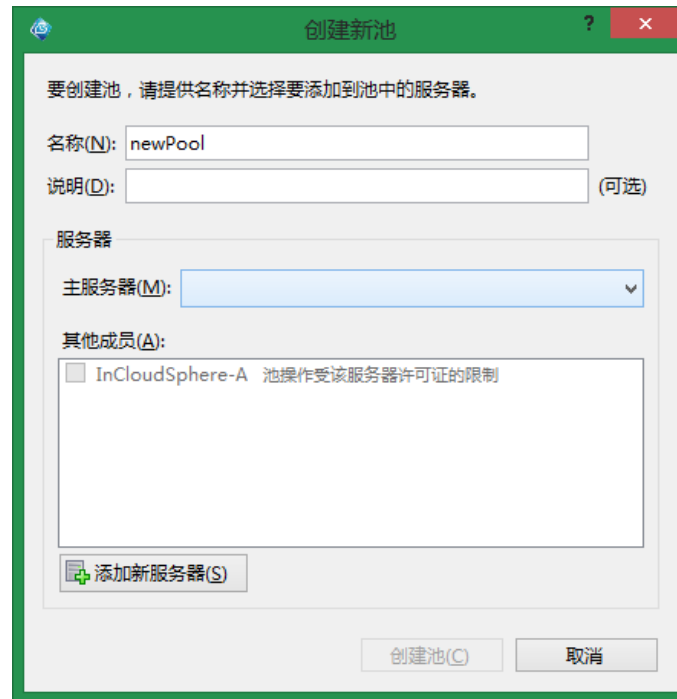 创建新池
?
要创建池，请提供名称并选择要添加到池中的服务器。
名称(N): newPool
说明(D): (可选)
服务器
主服务器(M):
其他成员(A):
InCloudSphere-A 池操作受该服务器许可证的限制
添加新服务器(S)
创建池(C) 取消